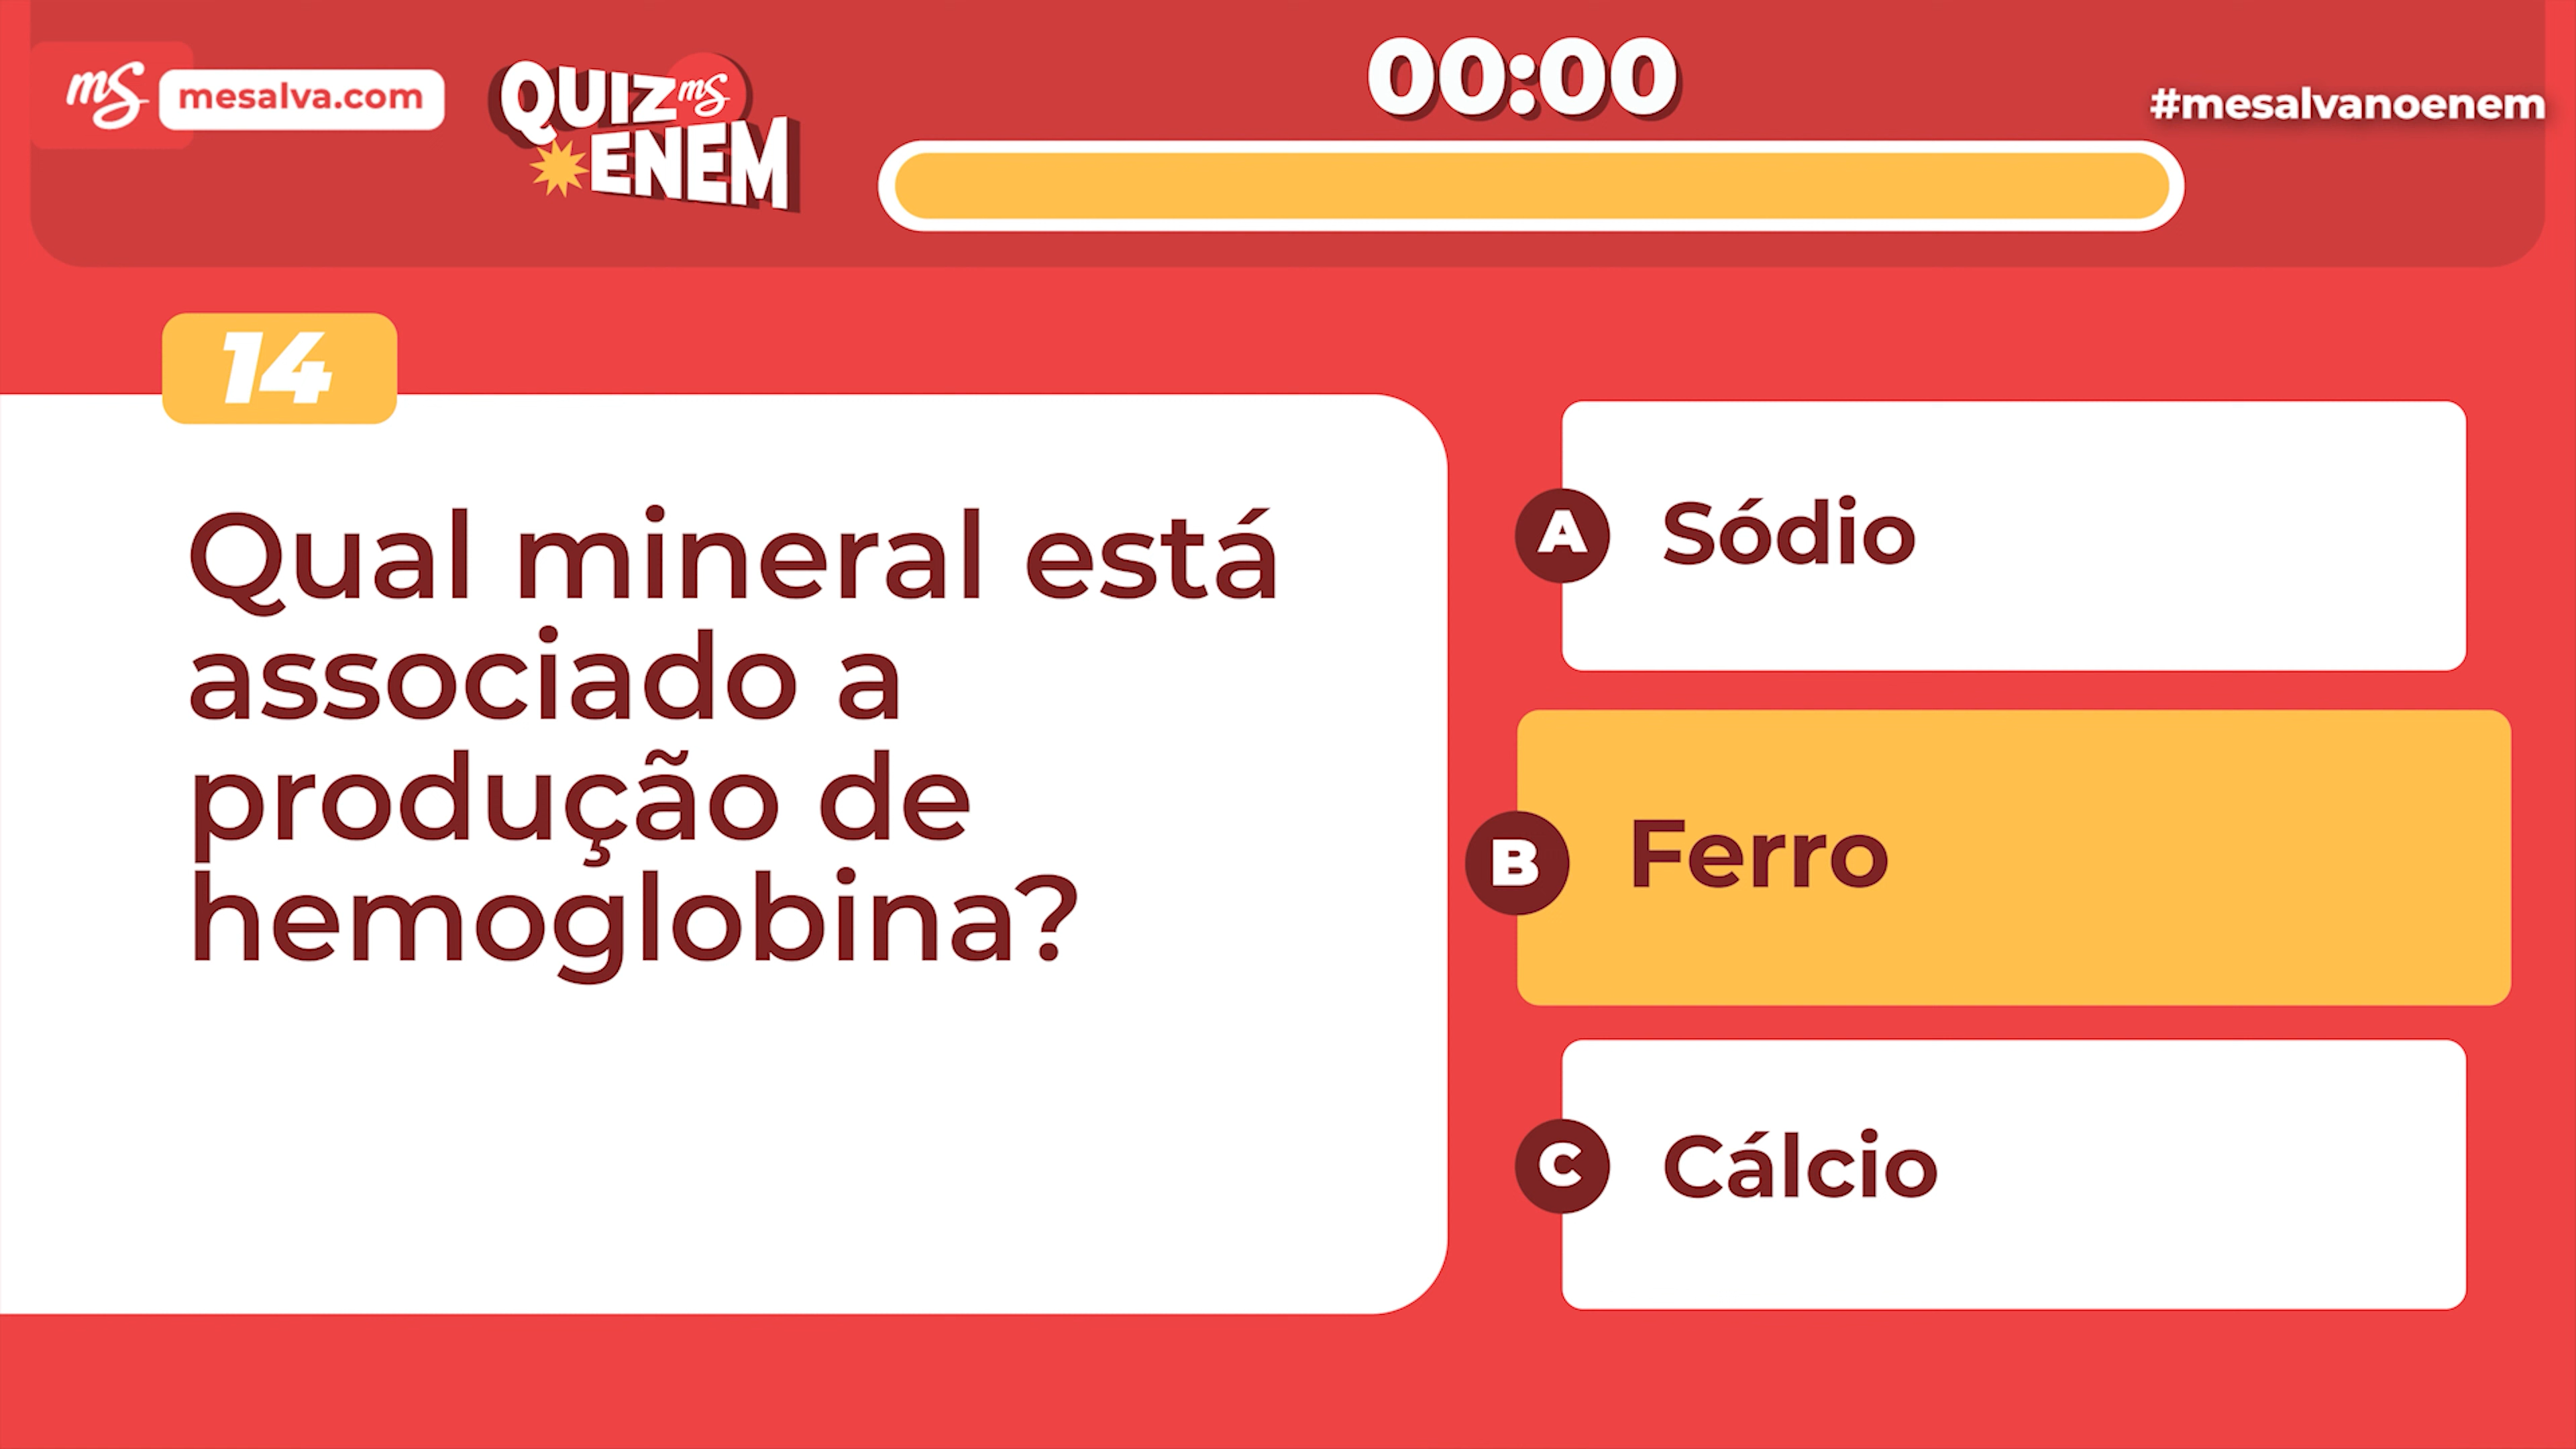 mS mesalva.com
QUIZ mS
ENEM
00:00
#mesalvanoenem
14
Qual mineral está
associado a
produção de
hemoglobina?
A Sódio
B Ferro
C Cálcio